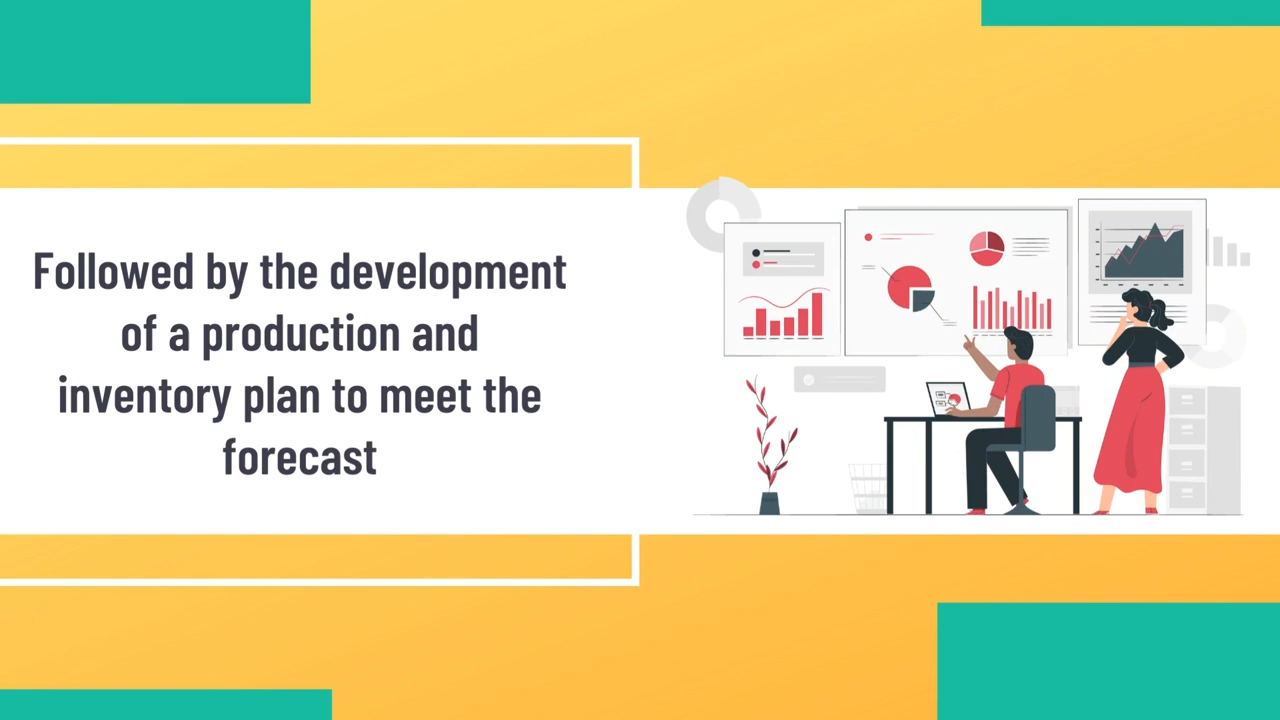 Followed by the development
of a production and
inventory plan to meet the
forecast